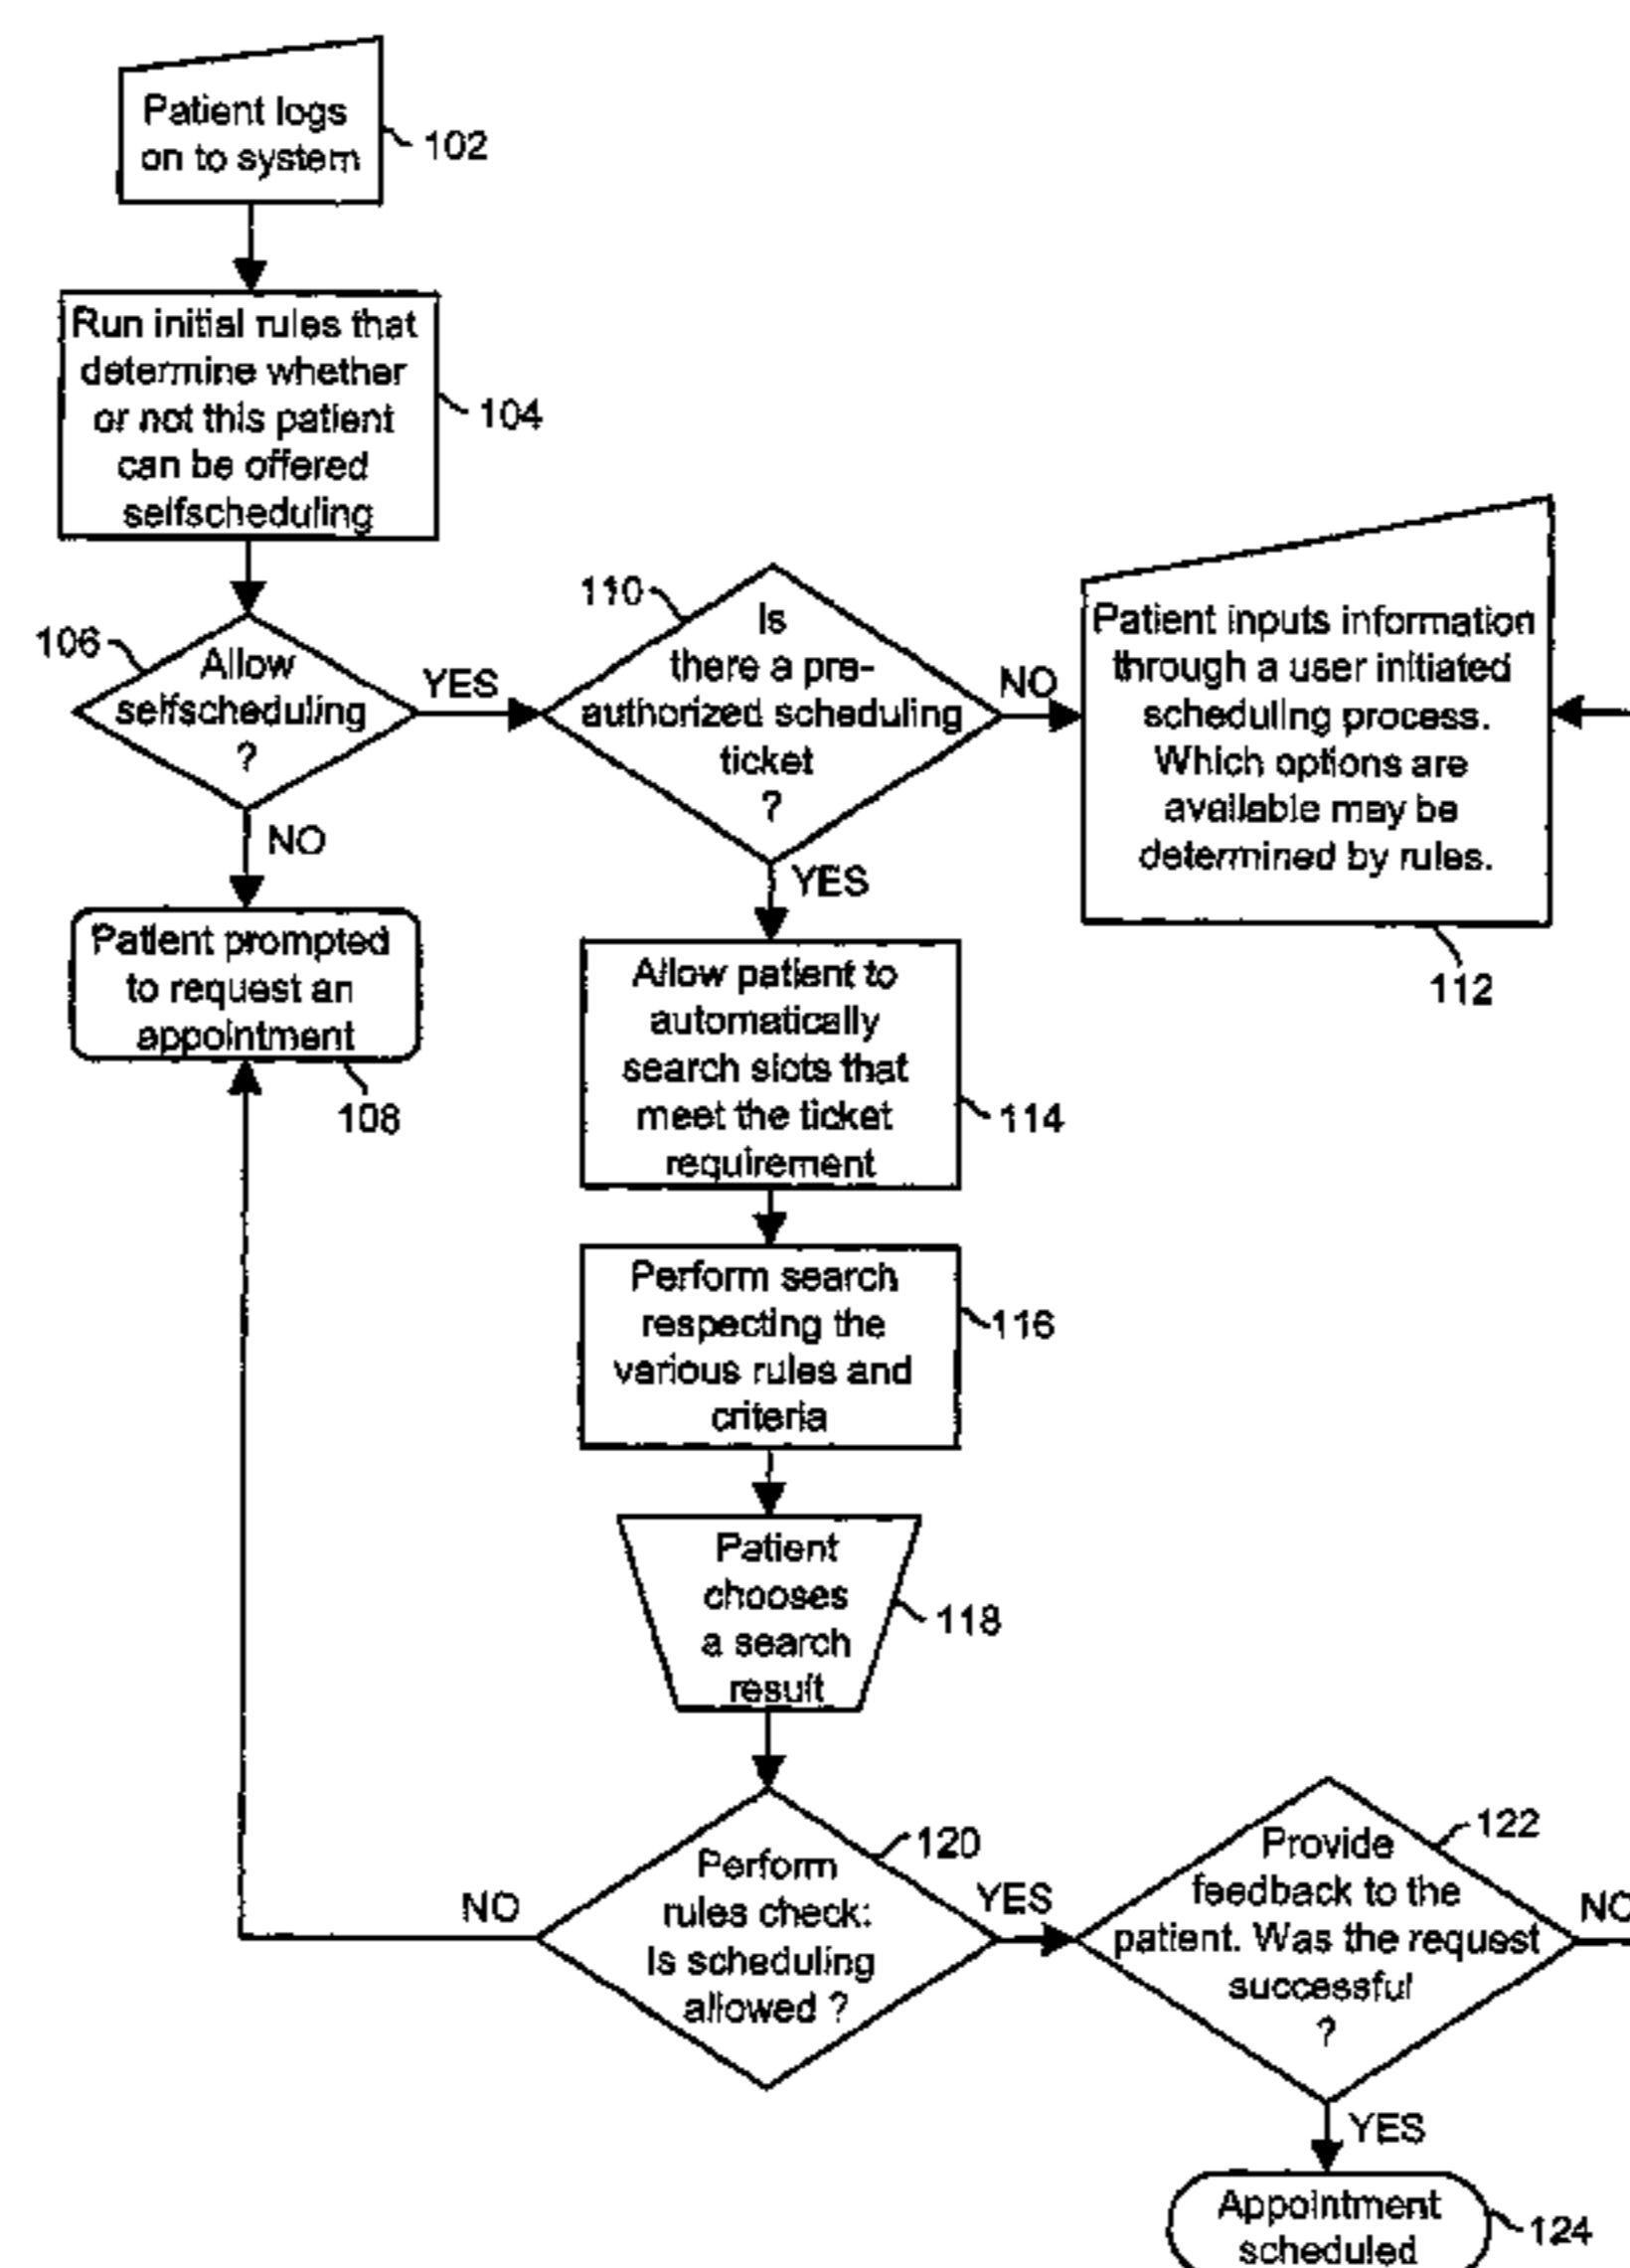 Patient logs
on to system
102
Run initial rules that
determine whether
or not this patient
can be offered
selfscheduling
104
106
Allow
selfscheduling
?
YES
NO
110
Is
there a pre-
authorized scheduling
ticket
?
NO
YES
Patient inputs information
through a user initiated
scheduling process.
Which options are
available may be
determined by rules.
112
Patient prompted
to request an
appointment
108
Allow patient to
automatically
search slots that
meet the ticket
requirement
114
Perform search
respecting the
various rules and
criteria
116
Patient
chooses
a search
result
118
120
Perform
rules check:
Is scheduling
allowed ?
NO
YES
122
Provide
feedback to the
patient. Was the request
successful
?
NO
YES
Appointment
scheduled
124